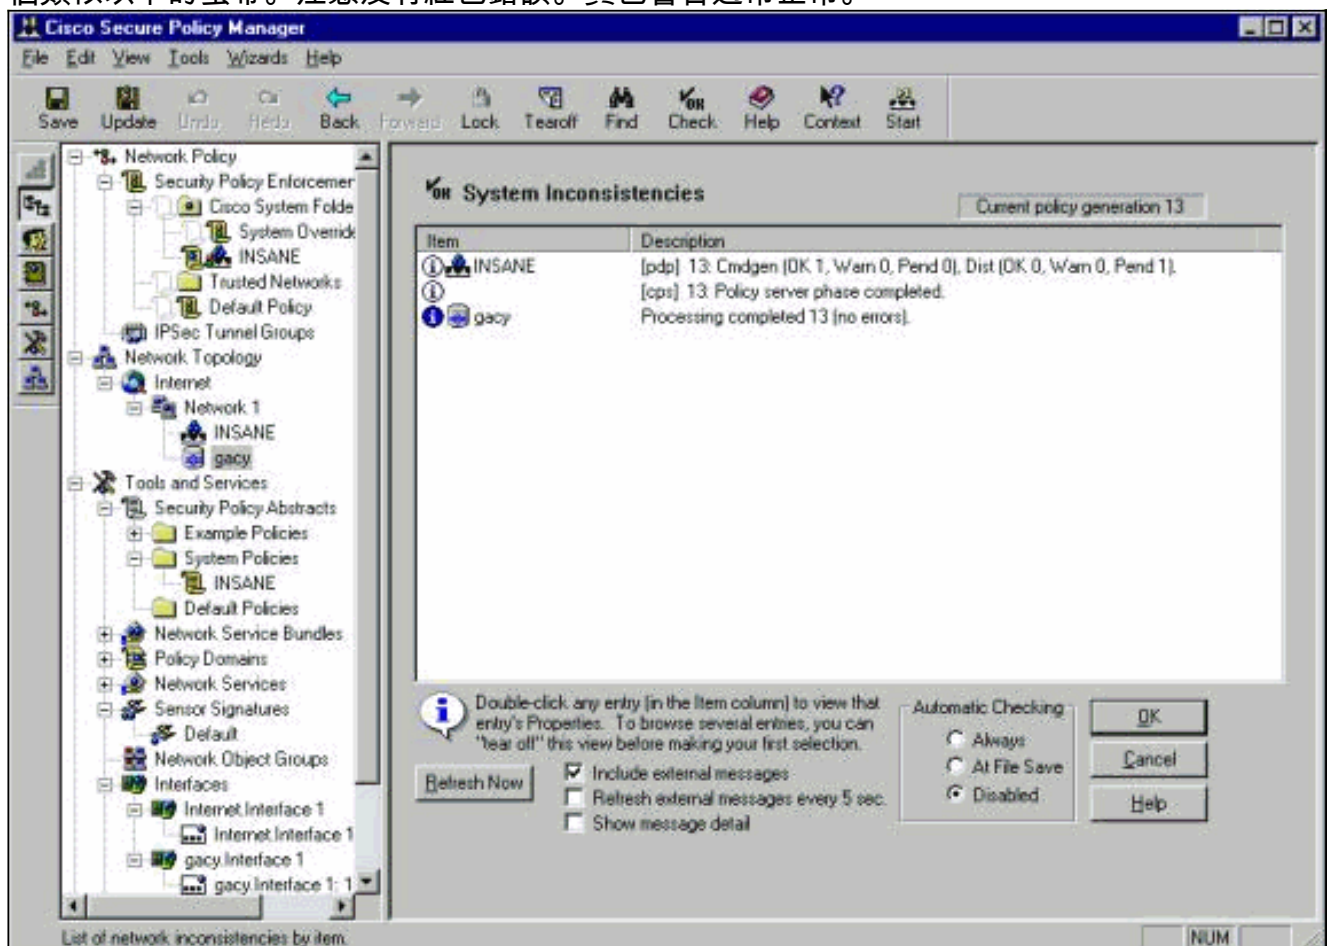 Cisco Secure Policy Manager
File Edit View Tools Wizards Help
Save Update Undo Redo Back Forward Lock Tearoff Find Check Help Context Start
Network Policy
Security Policy Enforcemer
Cisco System Folde
System Overrid
INSANE
Trusted Networks
Default Policy
IPSec Tunnel Groups
Network Topology
Internet
Network 1
INSANE
gacy
Tools and Services
Security Policy Abstracts
Example Policies
System Policies
INSANE
Default Policies
Network Service Bundles
Policy Domains
Network Services
Sensor Signatures
Default
Network Object Groups
Interfaces
Internet.Interface 1
Internet.Interface 1
gacy.Interface 1
gacy.Interface 1: 1
OK System Inconsistencies
Current policy generation 13
Item Description
INSANE [pdp] 13: Cmdgen (OK 1, Warn 0, Pend 0), Dist (OK 0, Warn 0, Pend 1).
[cps] 13: Policy server phase completed.
gacy Processing completed 13 (no errors).
Double-click any entry (in the Item column) to view that
entry's Properties. To browse several entries, you can
"tear off" this view before making your first selection.
Refresh Now
Include external messages
Refresh external messages every 5 sec.
Show message detail
Automatic Checking
Always
At File Save
Disabled
OK
Cancel
Help
List of network inconsistencies by item.
NUM